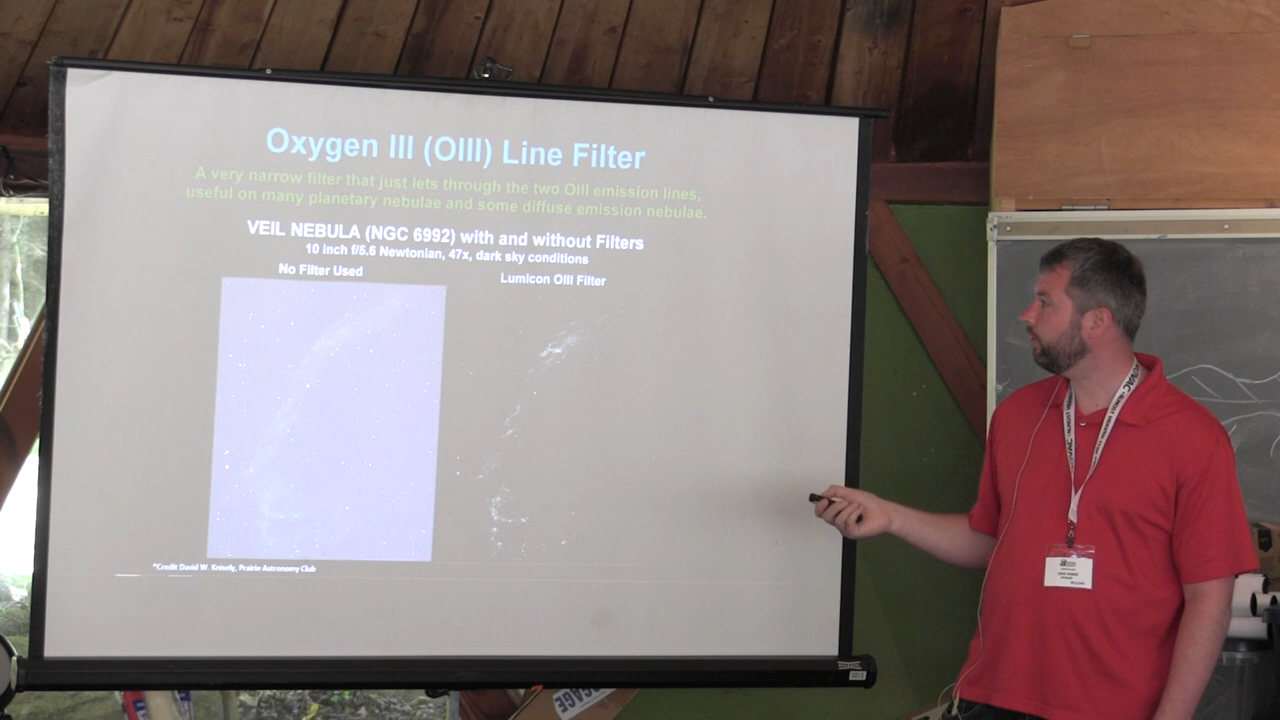 Oxygen III (OIII) Line Filter
A very narrow filter that just lets through the two OIII emission lines,
useful on many planetary nebulae and some diffuse emission nebulae.
VEIL NEBULA (NGC 6992) with and without Filters
10 inch f/5.6 Newtonian, 47x, dark sky conditions
No Filter Used
Lumicon OIII Filter
*Credit David W. Knisely, Prairie Astronomy Club